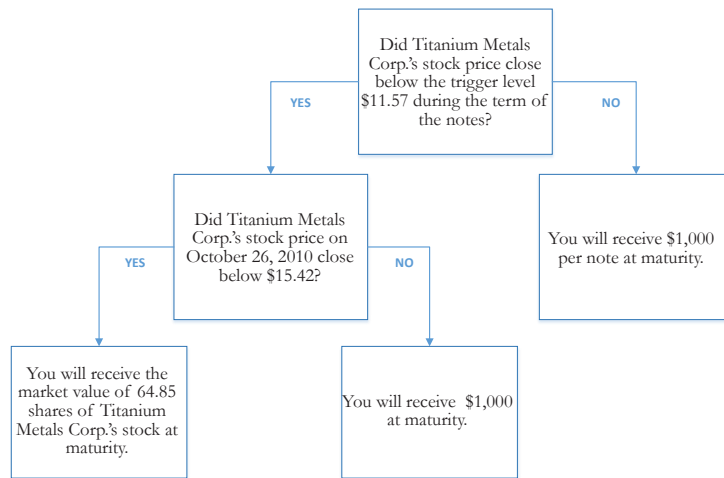 Did Titanium Metals
Corp.'s stock price close
below the trigger level
$11.57 during the term of
the notes?
YES
NO
Did Titanium Metals
Corp.'s stock price on
October 26, 2010 close
below $15.42?
You will receive $1,000
per note at maturity.
YES
NO
You will receive the
market value of 64.85
shares of Titanium
Metals Corp.'s stock at
maturity.
You will receive $1,000
at maturity.